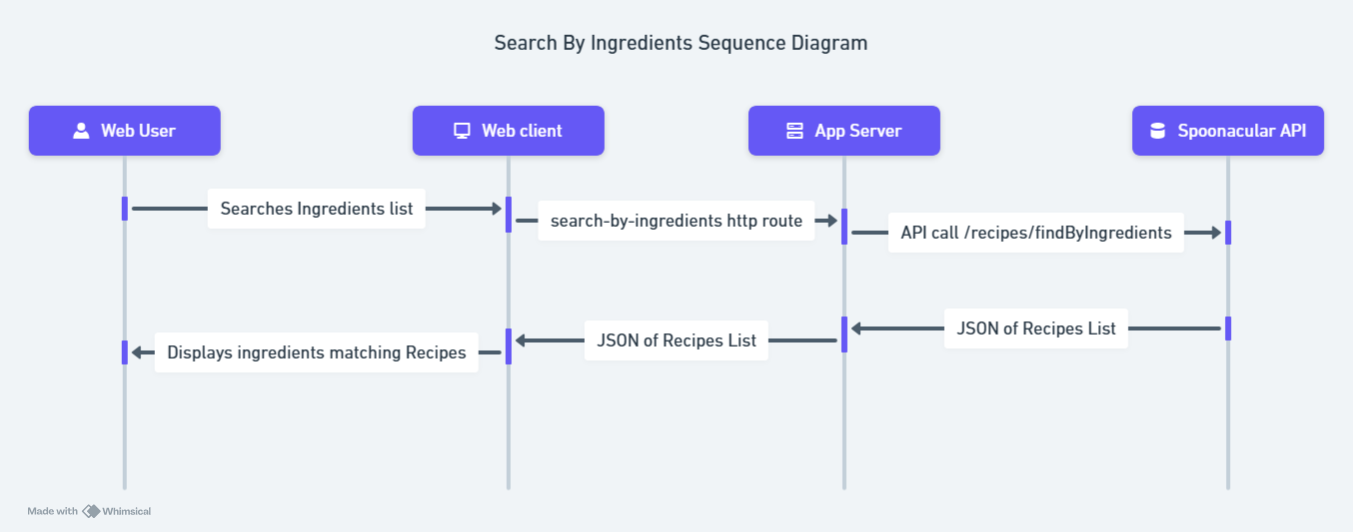 Search By Ingredients Sequence Diagram
Web User
Web client
App Server
Spoonacular API
Searches Ingredients list
search-by-ingredients http route
API call /recipes/findByIngredients
JSON of Recipes List
JSON of Recipes List
Displays ingredients matching Recipes
Made with Whimsical